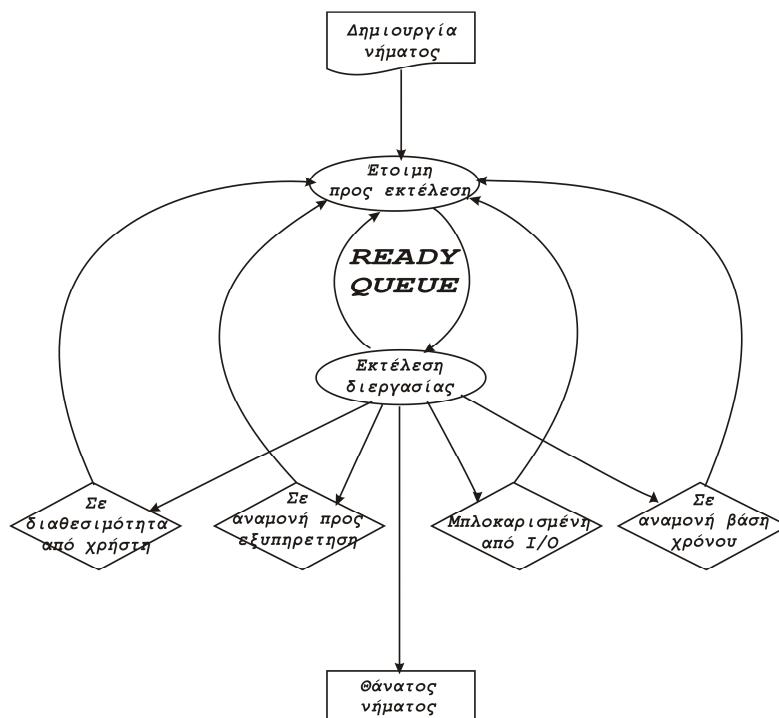 Δημιουργία
νήματος
Έτοιμη
προς εκτέλεση
READY
QUEUE
Εκτέλεση
διεργασίας
Σε
διαθεσιμότητα
από χρήστη
Σε
αναμονή προς
εξυπηρετηση
Μπλοκαρισμένη
από I/O
Σε
αναμονή βάση
χρόνου
Θάνατος
νήματος